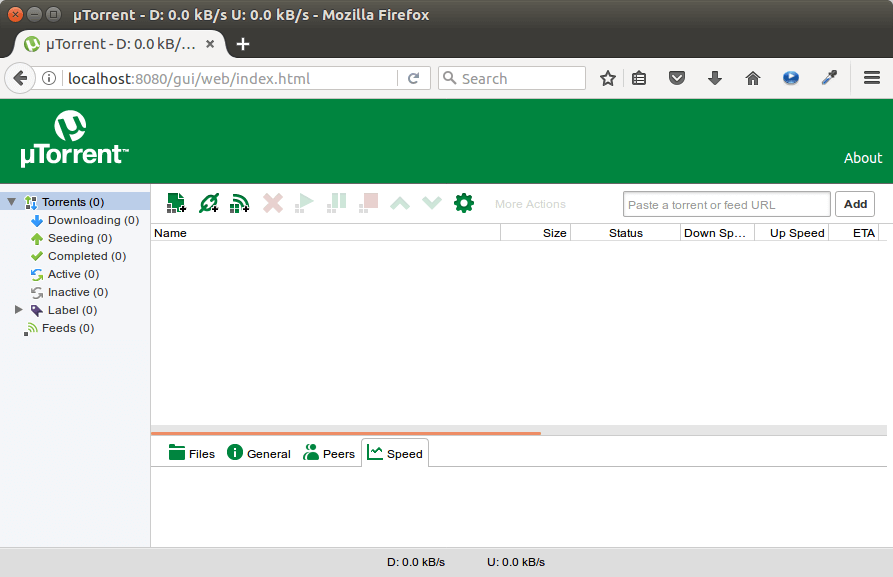 µTorrent - D: 0.0 kB/s U: 0.0 kB/s - Mozilla Firefox
µTorrent - D: 0.0 kB/…
localhost:8080/gui/web/index.html
Search
µTorrent™
About
Torrents (0)
Downloading (0)
Seeding (0)
Completed (0)
Active (0)
Inactive (0)
Label (0)
Feeds (0)
More Actions
Paste a torrent or feed URL
Add
Name Size Status Down Sp… Up Speed ETA
Files General Peers Speed
D: 0.0 kB/s U: 0.0 kB/s